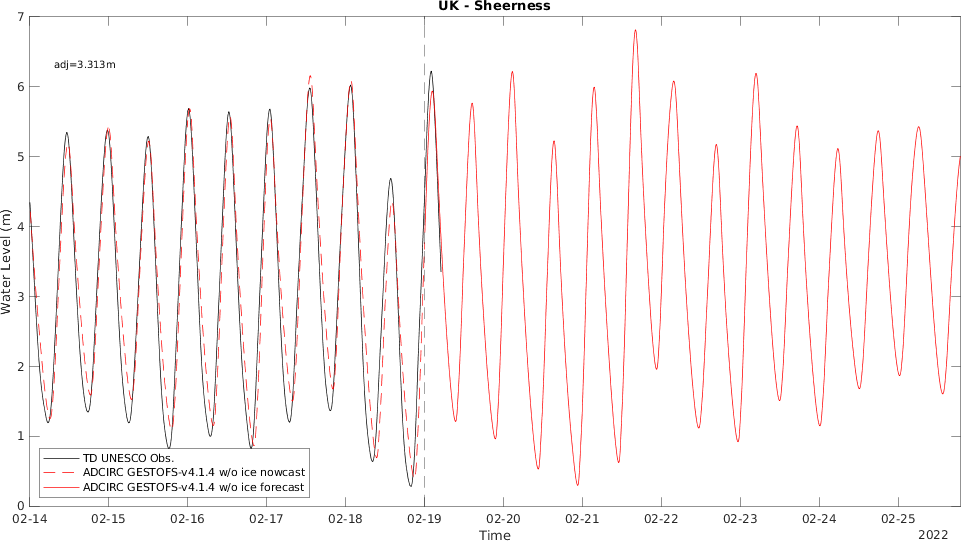 UK - Sheerness
7
adj=3.313m
6
5
4
3
2
1
0
Water Level (m)
TD UNESCO Obs.
ADCIRC GESTOFS-v4.1.4 w/o ice nowcast
ADCIRC GESTOFS-v4.1.4 w/o ice forecast
02-14 02-15 02-16 02-17 02-18 02-19 02-20 02-21 02-22 02-23 02-24 02-25
Time
2022